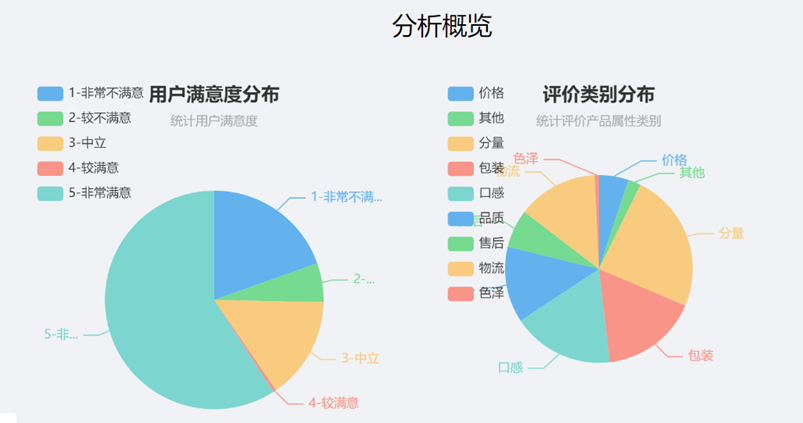 分析概览
用户满意度分布
统计用户满意度
1-非常不满意
2-较不满意
3-中立
4-较满意
5-非常满意
1-非常不满...
2-...
3-中立
4-较满意
5-非...
评价类别分布
统计评价产品属性类别
价格
其他
分量
包装
口感
品质
售后
物流
色泽
价格
其他
分量
包装
口感
后
物流
色泽